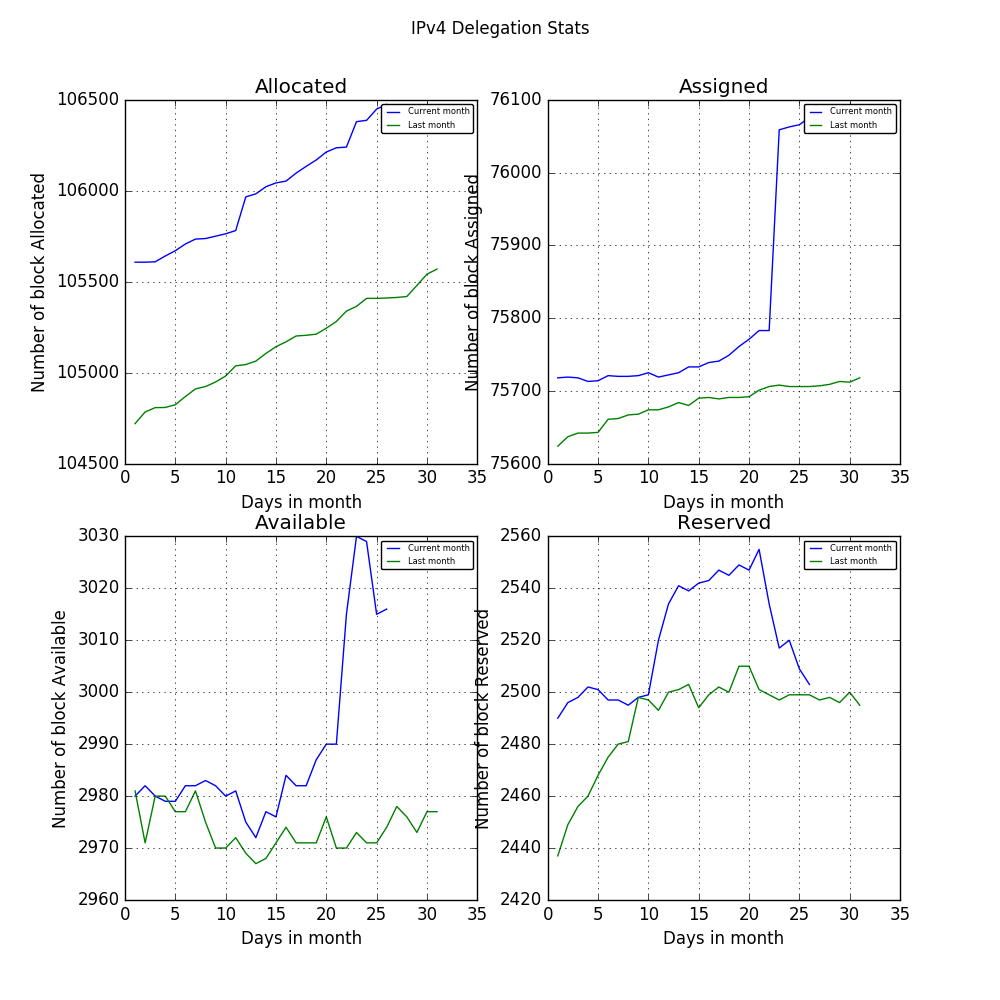 IPv4 Delegation Stats
Allocated
Number of block Allocated
106500
106000
105500
105000
104500
0 5 10 15 20 25 30 35
Days in month
Current month
Last month
Assigned
Number of block Assigned
76100
76000
75900
75800
75700
75600
0 5 10 15 20 25 30 35
Days in month
Current month
Last month
Available
Number of block Available
3030
3020
3010
3000
2990
2980
2970
2960
0 5 10 15 20 25 30 35
Days in month
Current month
Last month
Reserved
Number of block Reserved
2560
2540
2520
2500
2480
2460
2440
2420
0 5 10 15 20 25 30 35
Days in month
Current month
Last month